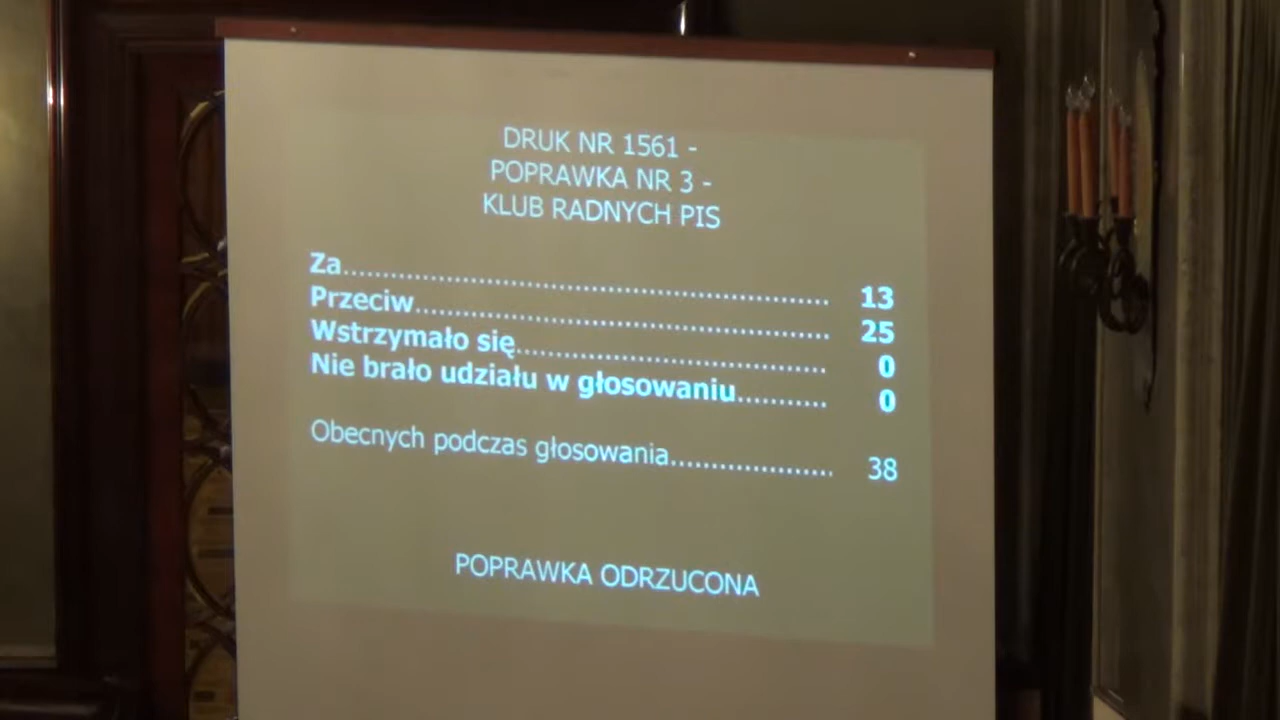 DRUK NR 1561 -
POPRAWKA NR 3 -
KLUB RADNYCH PIS
Za............................................................. 13
Przeciw.................................................... 25
Wstrzymało się....................................... 0
Nie brało udziału w głosowaniu.......... 0
Obecnych podczas głosowania.................... 38
POPRAWKA ODRZUCONA